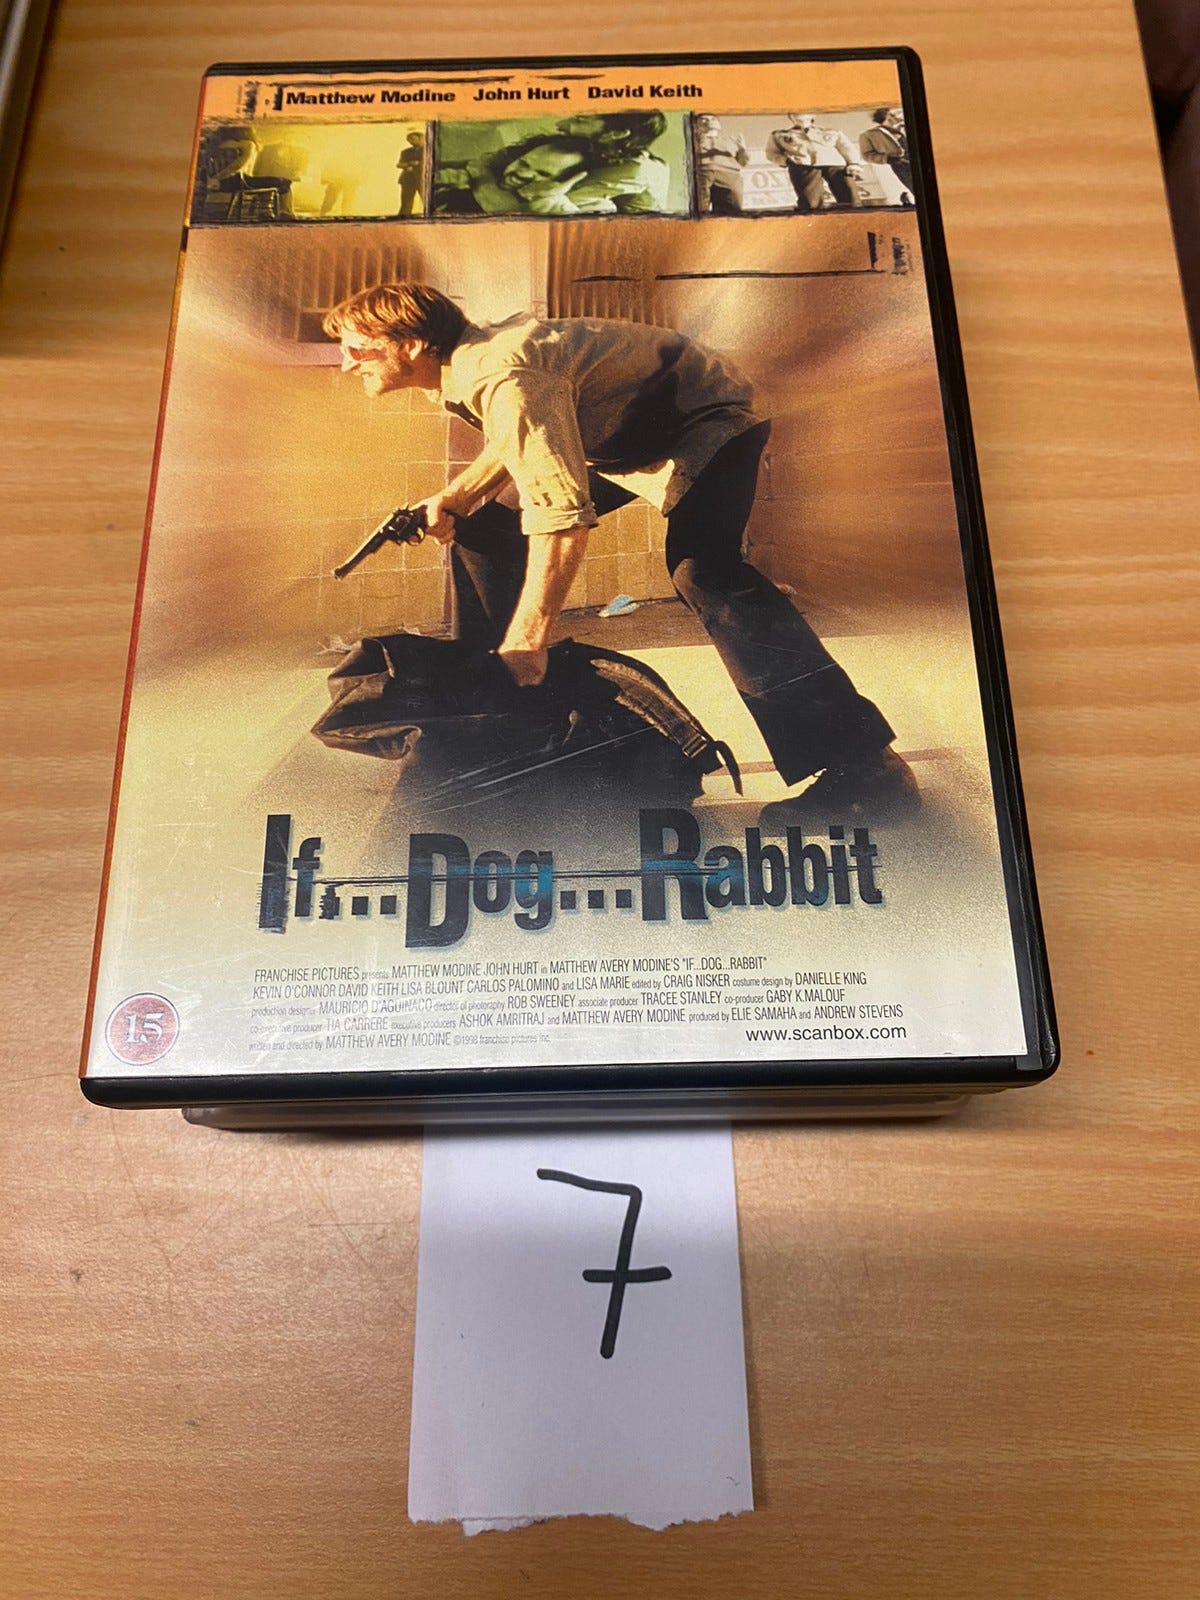 Matthew Modine John Hurt David Keith
If...Dog...Rabbit
FRANCHISE PICTURES presents MATTHEW MODINE JOHN HURT in MATTHEW AVERY MODINE'S "IF...DOG...RABBIT"
KEVIN O'CONNOR DAVID KEITH LISA BLOUNT CARLOS PALOMINO and LISA MARIE edited by CRAIG NISKER costume design by DANIELLE KING
production designer MAURICIO D'AGUINACO director of photography ROB SWEENEY associate producer TRACEE STANLEY co-producer GABY K.MALOUF
co-executive producer TIA CARRERE executive producers ASHOK AMRITRAJ and MATTHEW AVERY MODINE produced by ELIE SAMAHA and ANDREW STEVENS
written and directed by MATTHEW AVERY MODINE ©1998 franchise pictures inc.
www.scanbox.com
15
7